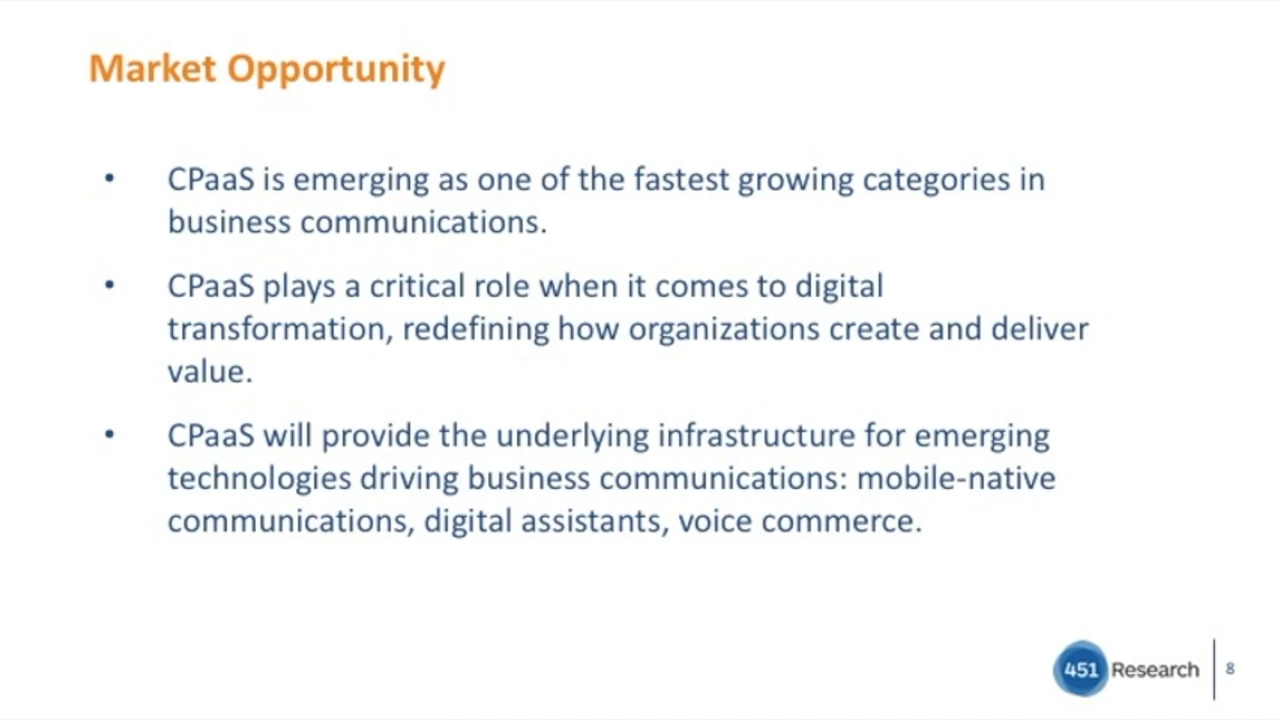 Market Opportunity
• CPaaS is emerging as one of the fastest growing categories in
business communications.
• CPaaS plays a critical role when it comes to digital
transformation, redefining how organizations create and deliver
value.
• CPaaS will provide the underlying infrastructure for emerging
technologies driving business communications: mobile-native
communications, digital assistants, voice commerce.
451 Research 8